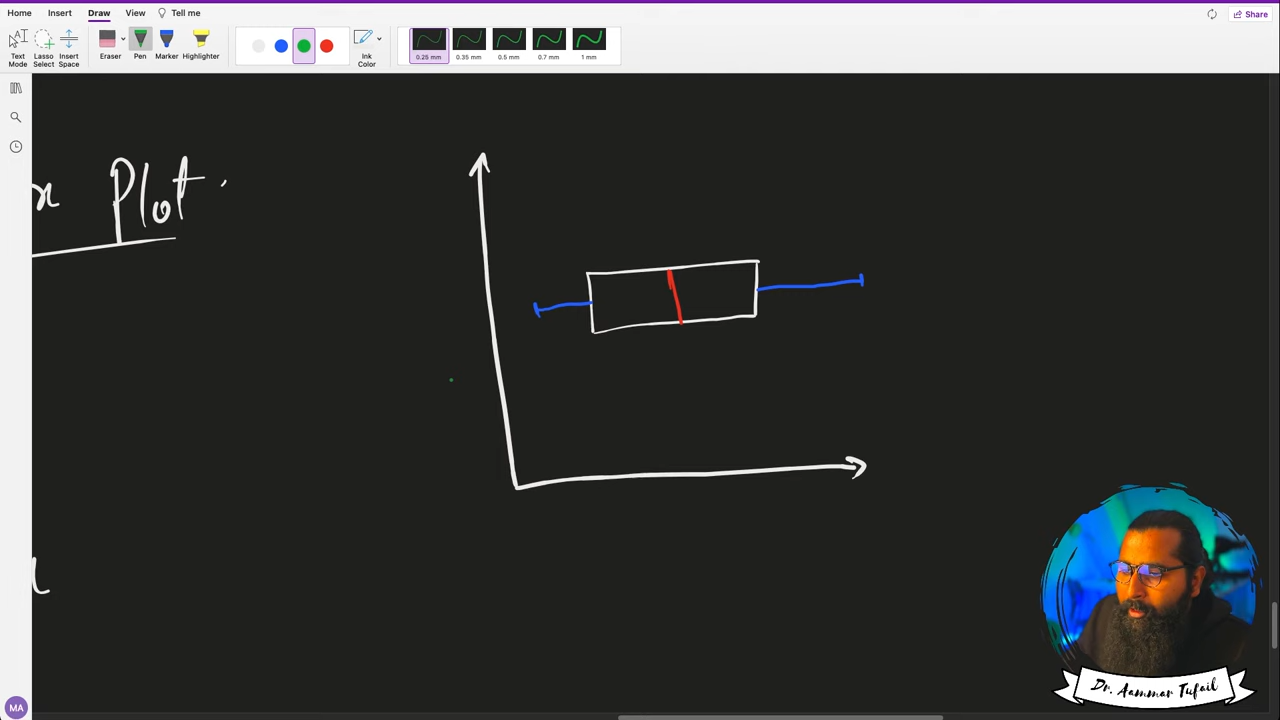 Home Insert Draw View Tell me
Share
Text Mode
Lasso Select
Insert Space
Eraser
Pen
Marker
Highlighter
Ink Color
0.25 mm
0.35 mm
0.5 mm
0.7 mm
1 mm
x Plot
MA
Dr. Aammar Tufail